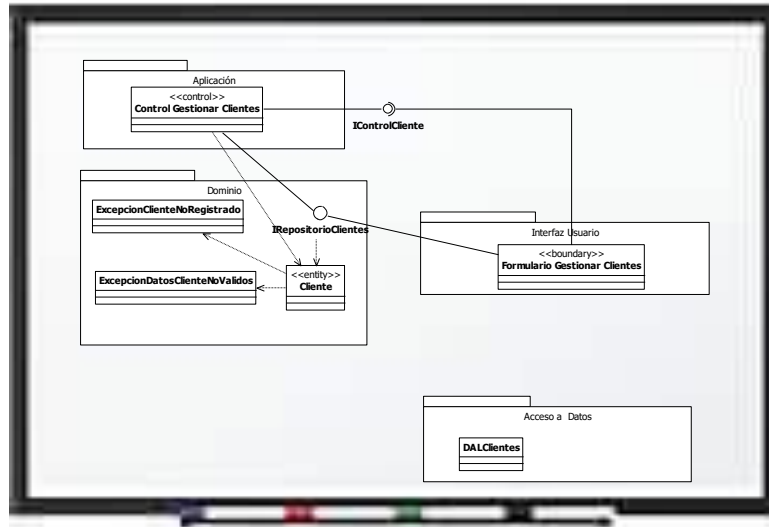 Aplicación
<<control>>
Control Gestionar Clientes
IControlCliente
Dominio
ExcepcionClienteNoRegistrado
IRepositorioClientes
ExcepcionDatosClienteNoValidos
<<entity>>
Cliente
Interfaz Usuario
<<boundary>>
Formulario Gestionar Clientes
Acceso a Datos
DALClientes